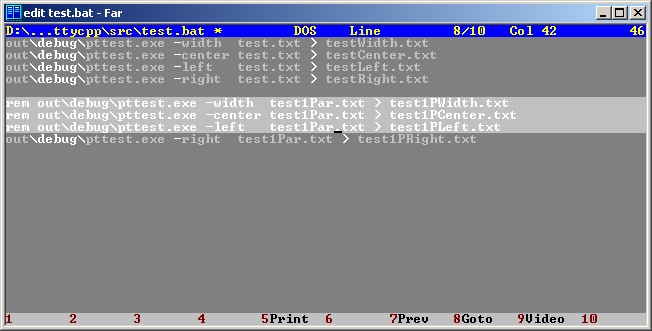 edit test.bat - Far
D:\...ttycpp\src\test.bat * DOS Line 8/10 Col 42 46
out\debug\pttest.exe -width test.txt > testWidth.txt
out\debug\pttest.exe -center test.txt > testCenter.txt
out\debug\pttest.exe -left test.txt > testLeft.txt
out\debug\pttest.exe -right test.txt > testRight.txt
rem out\debug\pttest.exe -width test1Par.txt > test1PWidth.txt
rem out\debug\pttest.exe -center test1Par.txt > test1PCenter.txt
rem out\debug\pttest.exe -left test1Par.txt > test1PLeft.txt
out\debug\pttest.exe -right test1Par.txt > test1PRight.txt
1 2 3 4 5Print 6 7Prev 8Goto 9Video 10